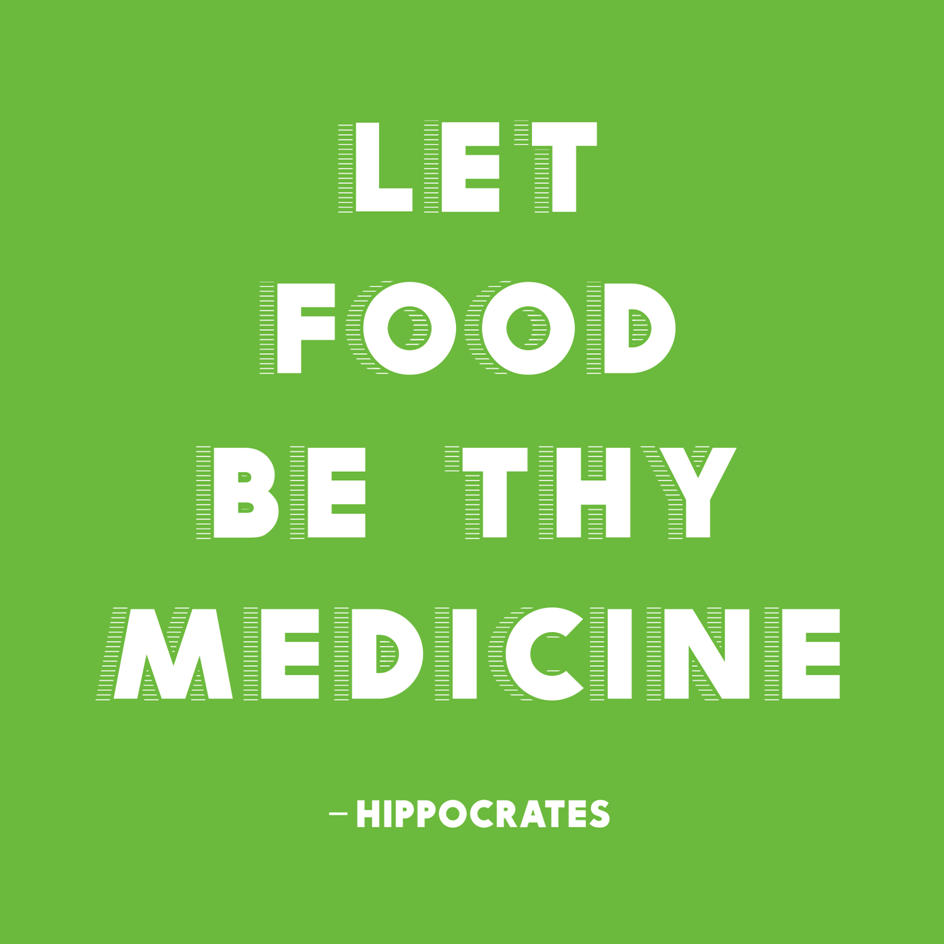 LET
FOOD
BE THY
MEDICINE
– HIPPOCRATES